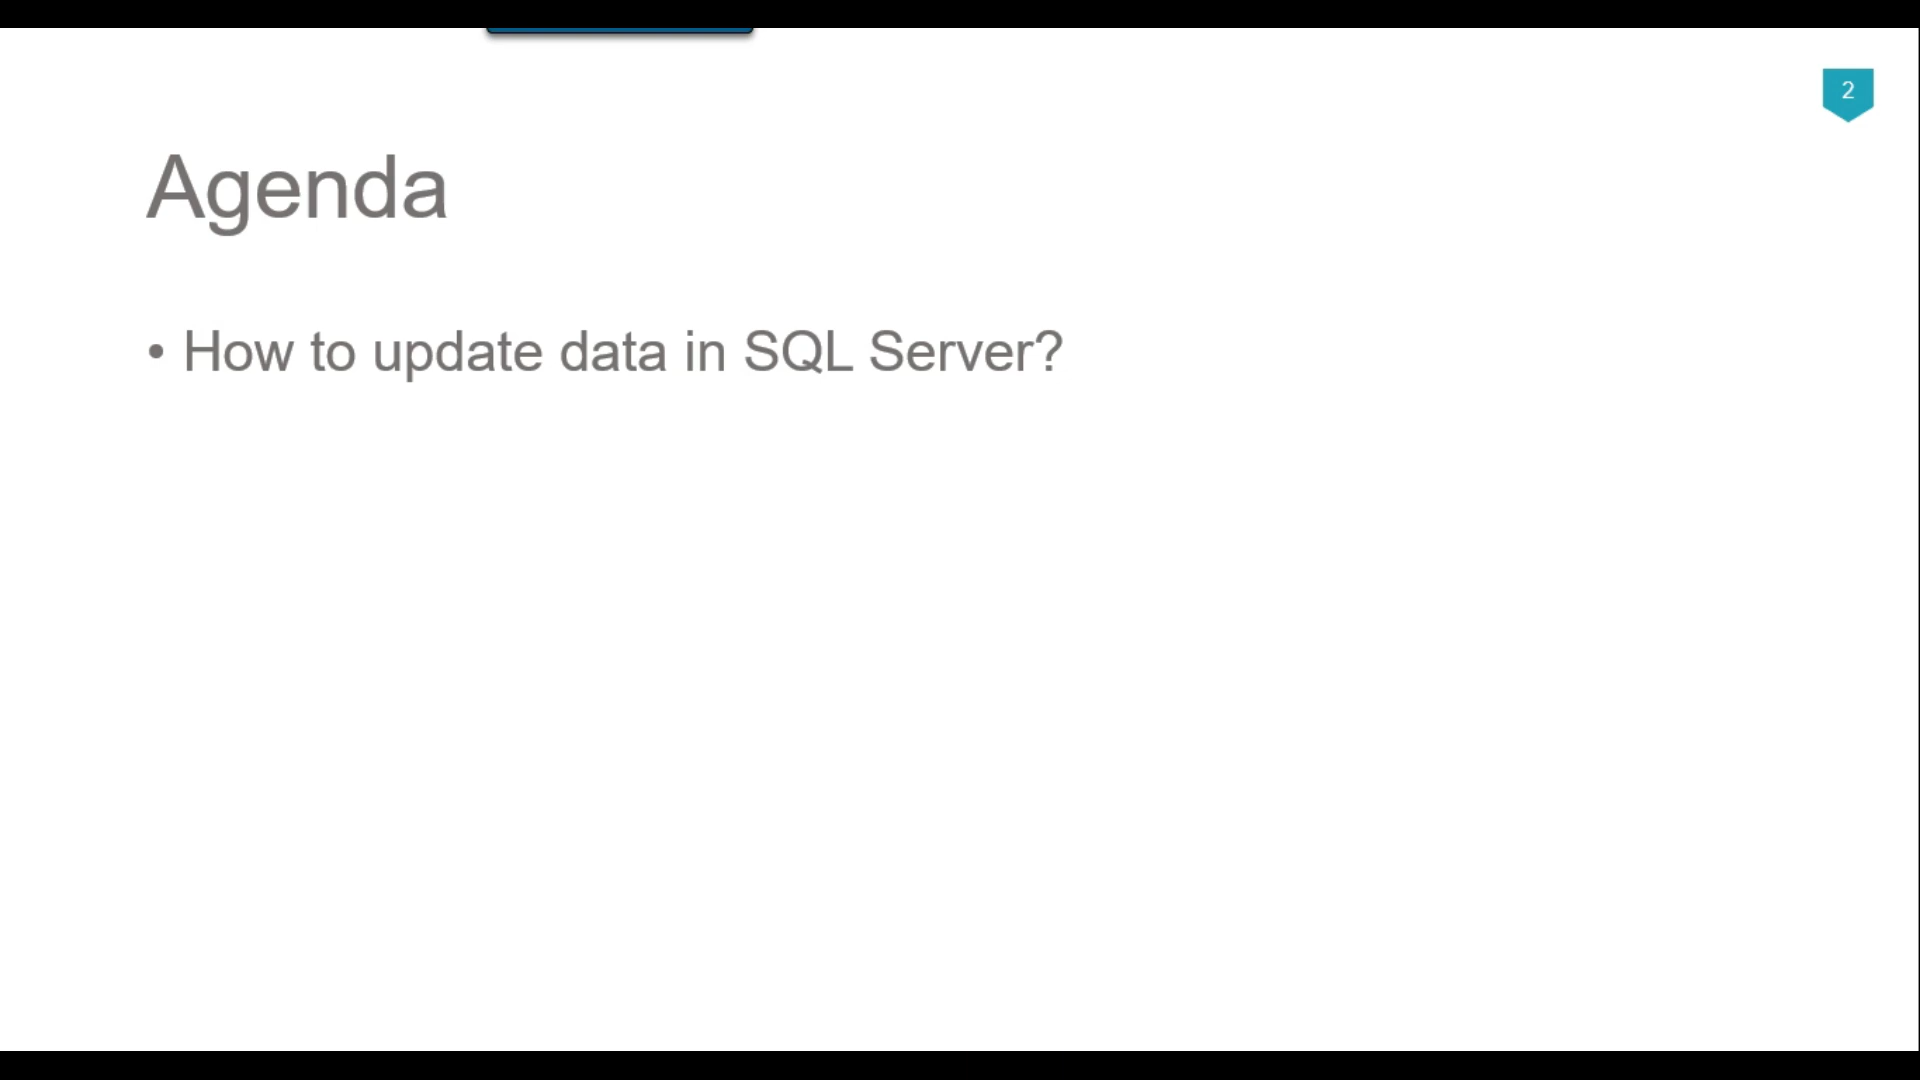 2
Agenda
• How to update data in SQL Server?